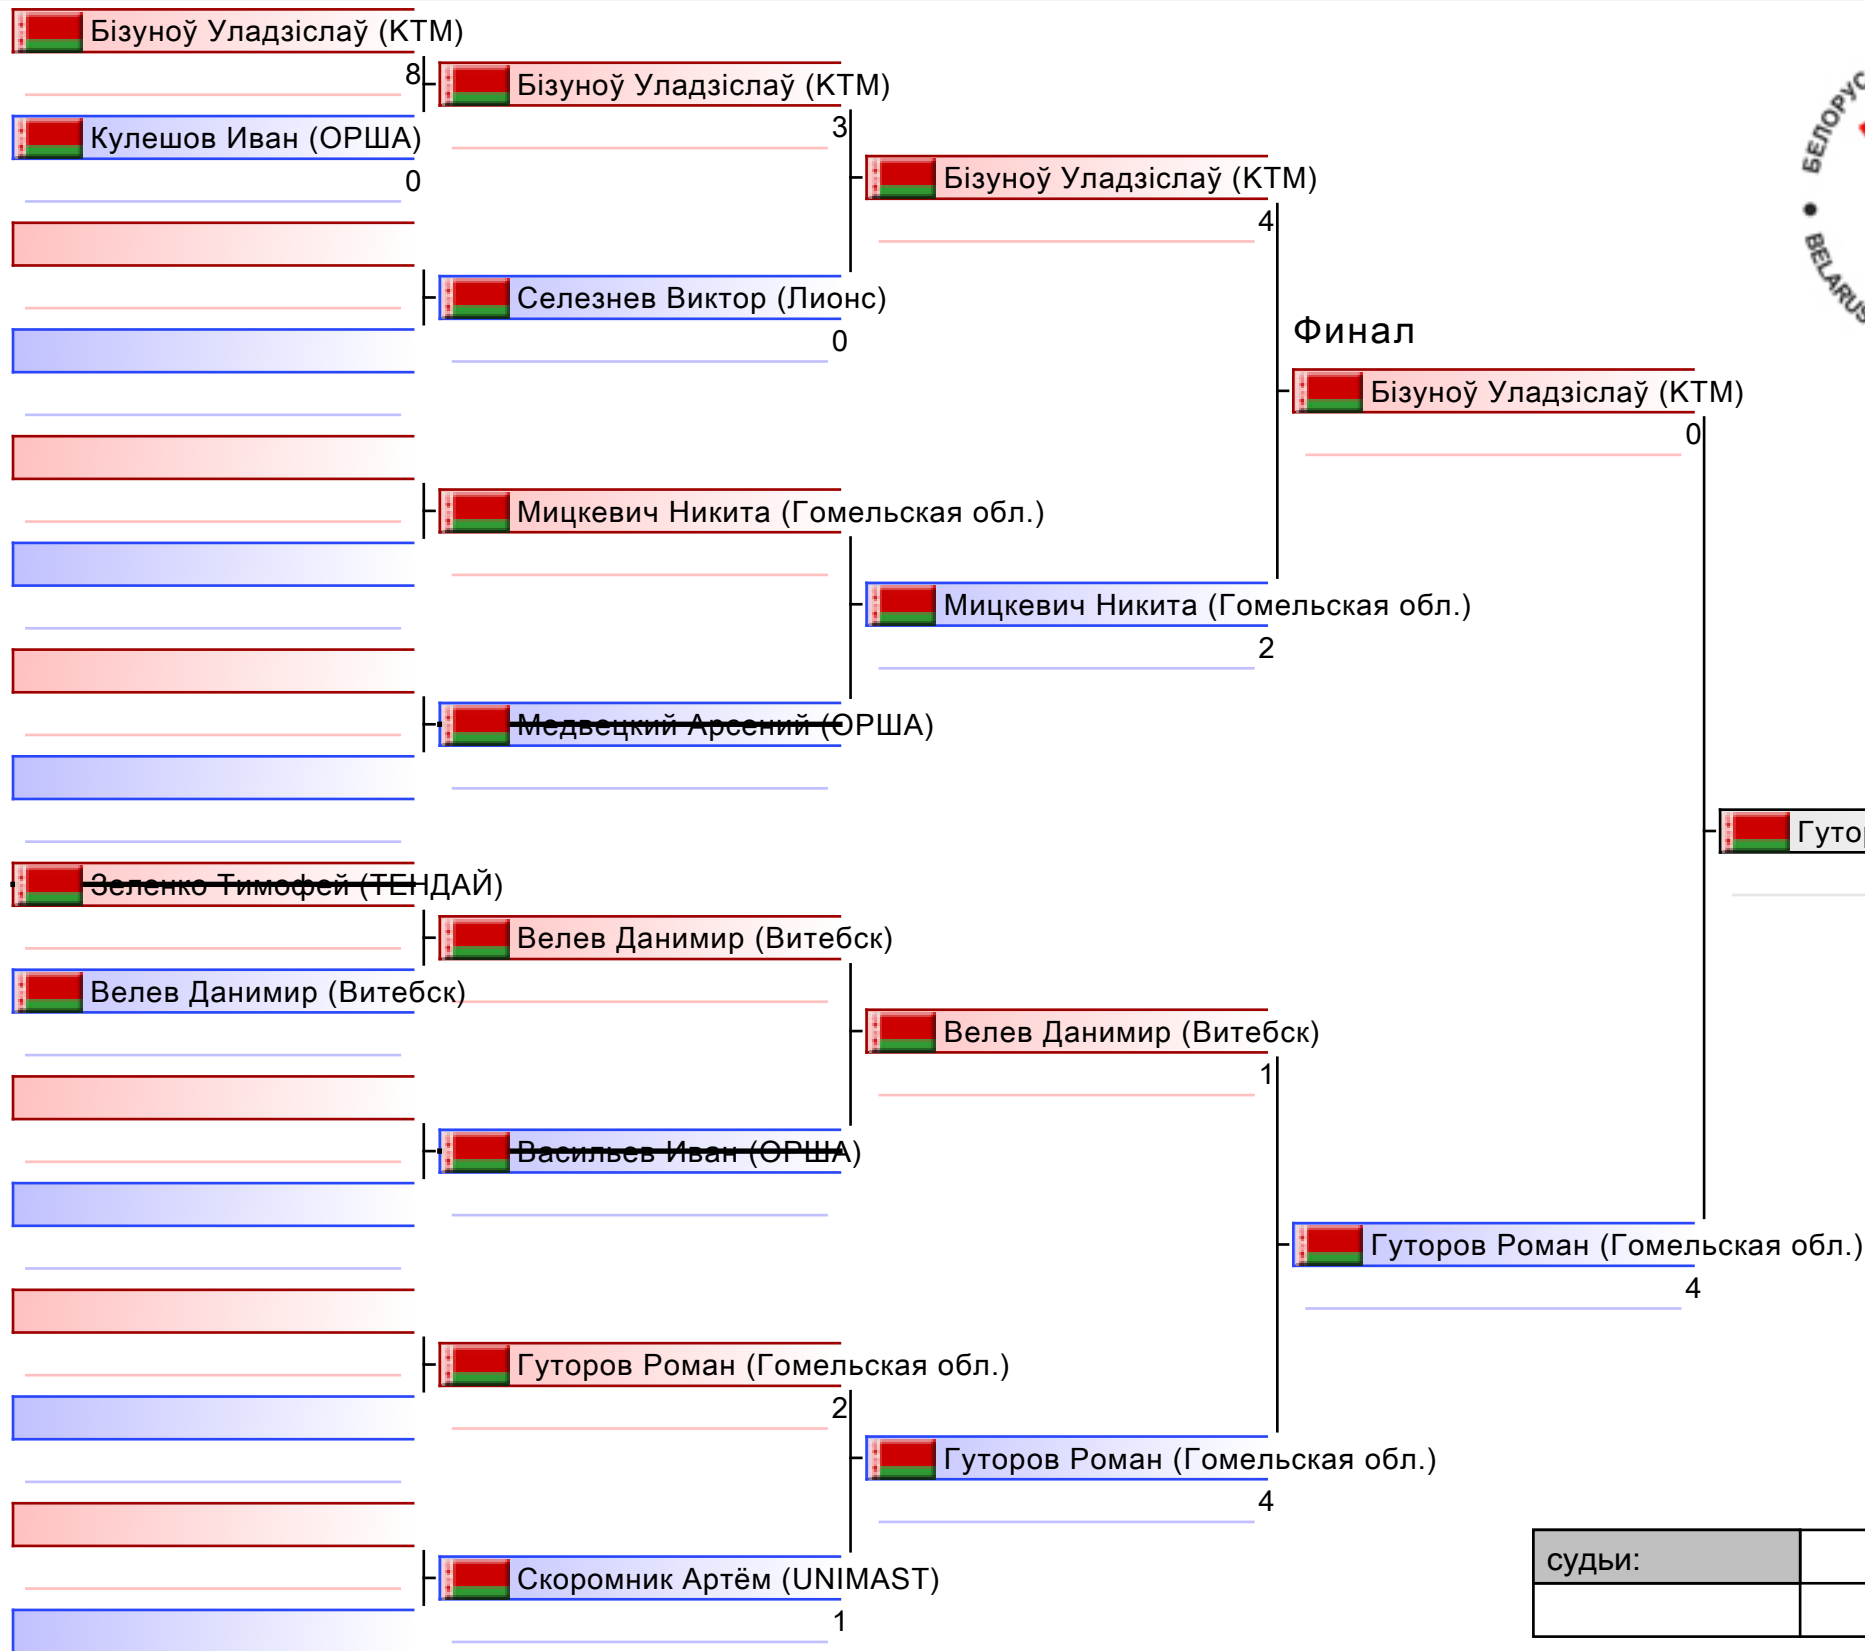 Бізуноў Уладзіслаў (КТМ)
8
Кулешов Иван (ОРША)
0
Зеленко Тимофей (ТЕНДАЙ)
Велев Данимир (Витебск)
Бізуноў Уладзіслаў (КТМ)
3
Селезнев Виктор (Лионс)
0
Мицкевич Никита (Гомельская обл.)
Медвецкий Арсений (ОРША)
Велев Данимир (Витебск)
Васильев Иван (ОРША)
Гуторов Роман (Гомельская обл.)
2
Скоромник Артём (UNIMAST)
1
Бізуноў Уладзіслаў (КТМ)
4
Мицкевич Никита (Гомельская обл.)
2
Велев Данимир (Витебск)
1
Гуторов Роман (Гомельская обл.)
4
Финал
Бізуноў Уладзіслаў (КТМ)
0
Гуторов Роман (Гомельская обл.)
4
судьи: